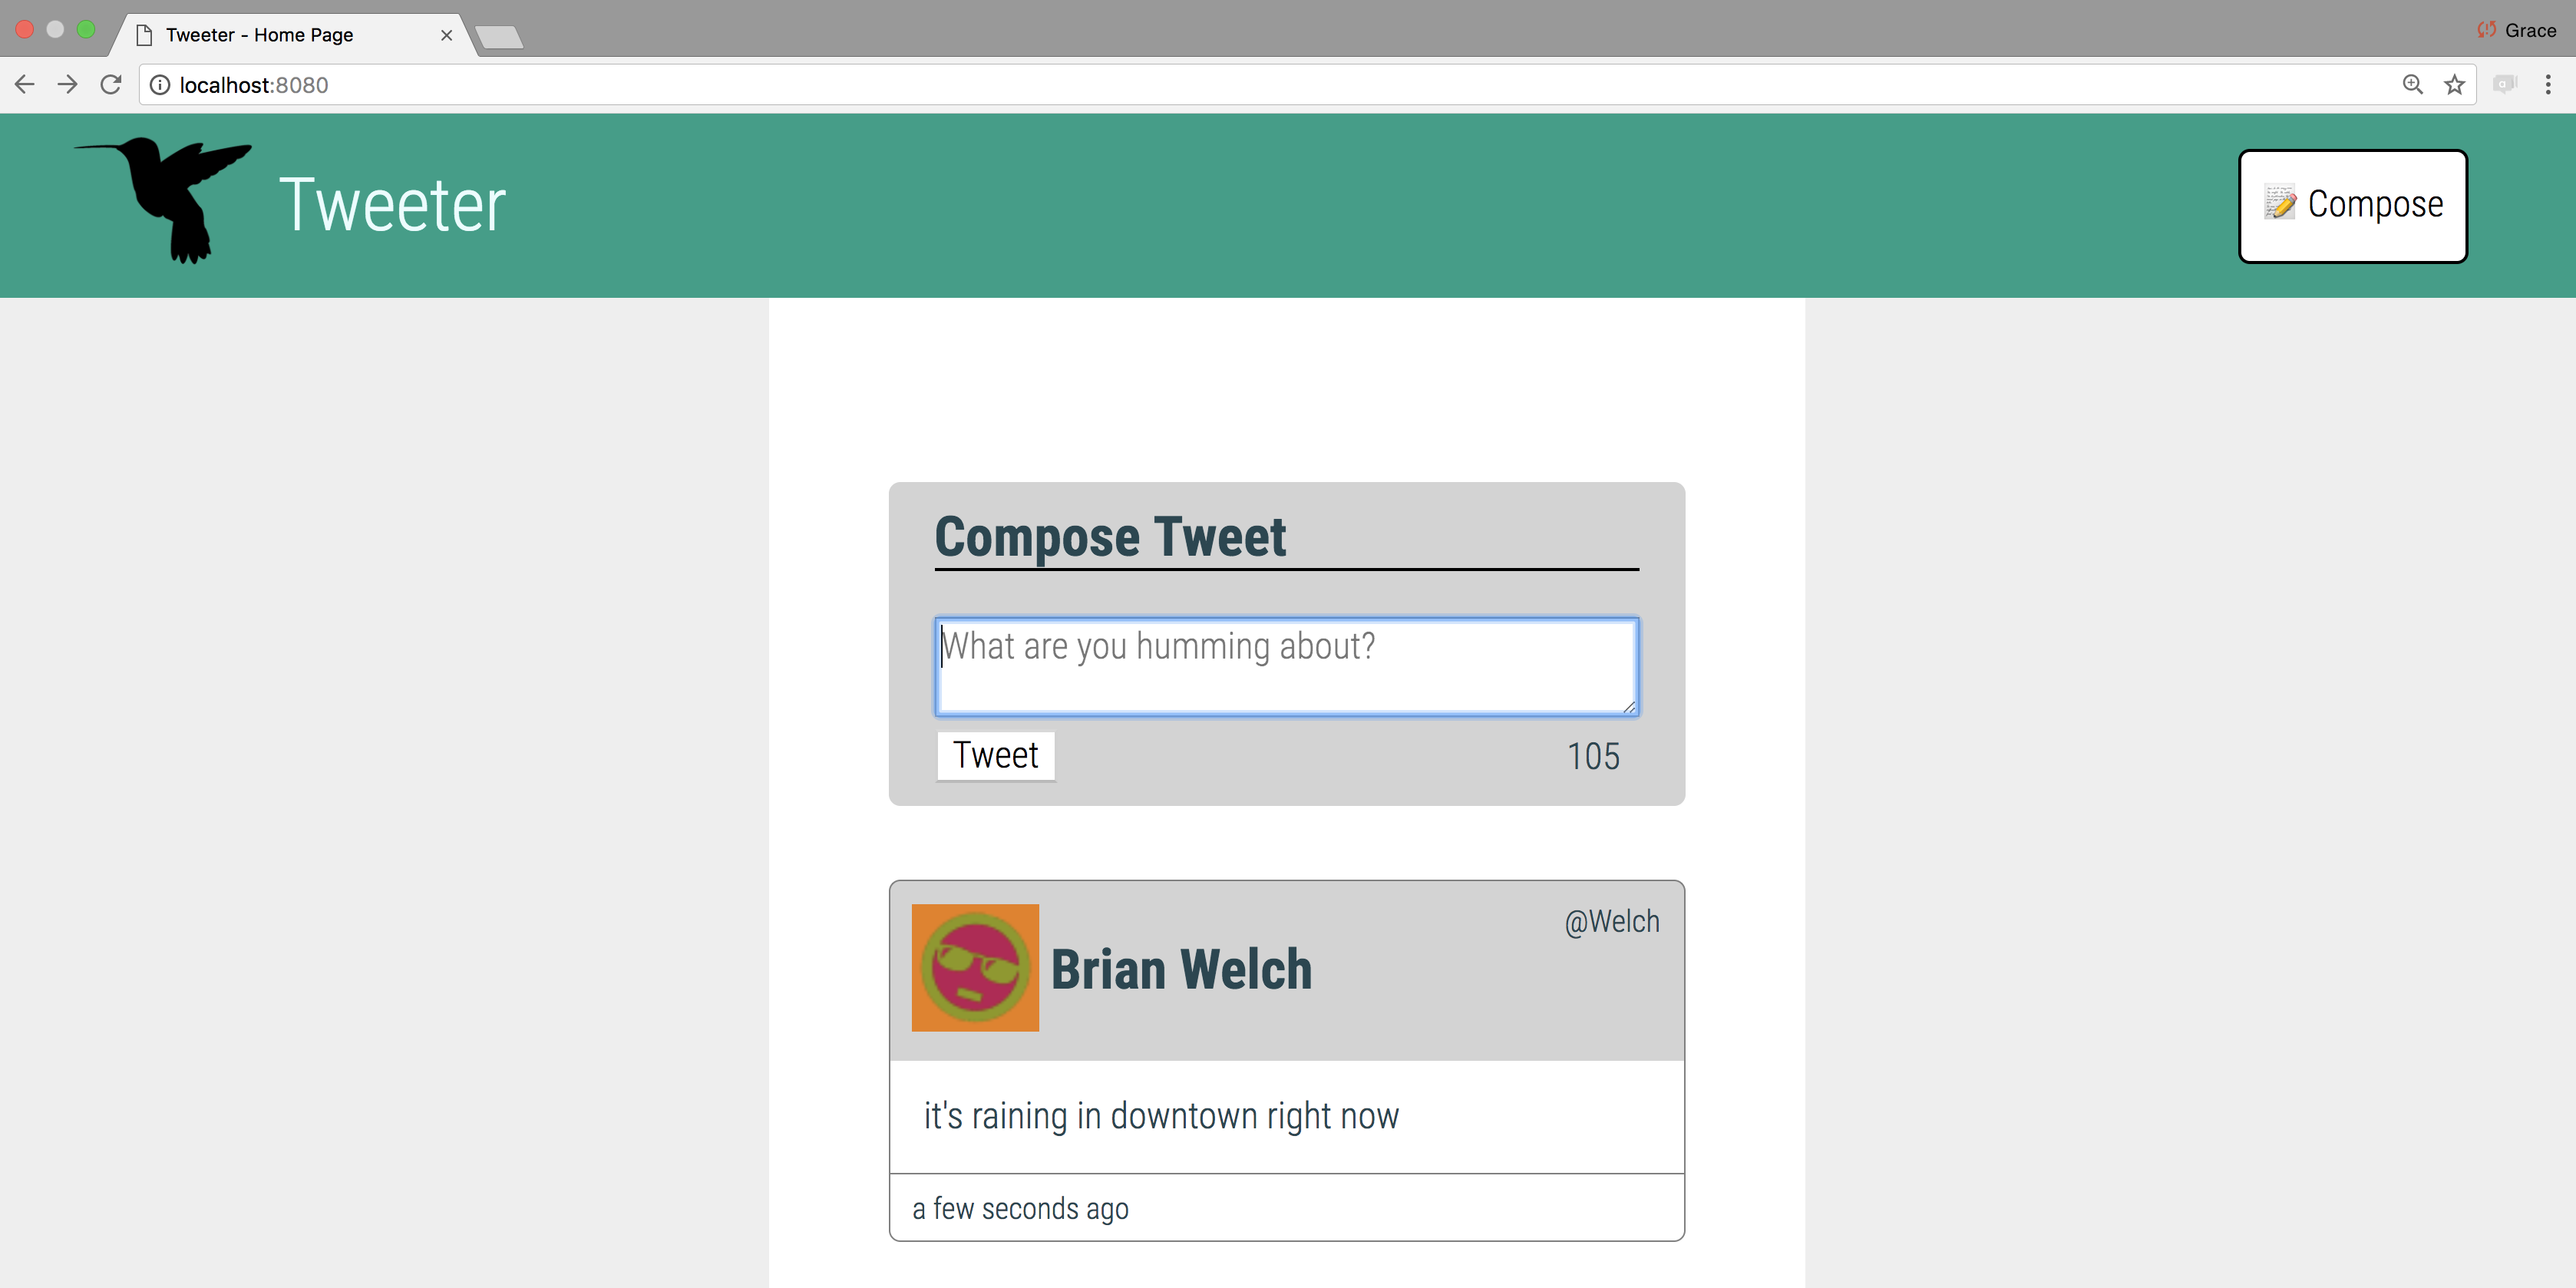 Tweeter - Home Page
Grace
localhost:8080
Tweeter
Compose
Compose Tweet
What are you humming about?
Tweet
105
@Welch
Brian Welch
it's raining in downtown right now
a few seconds ago